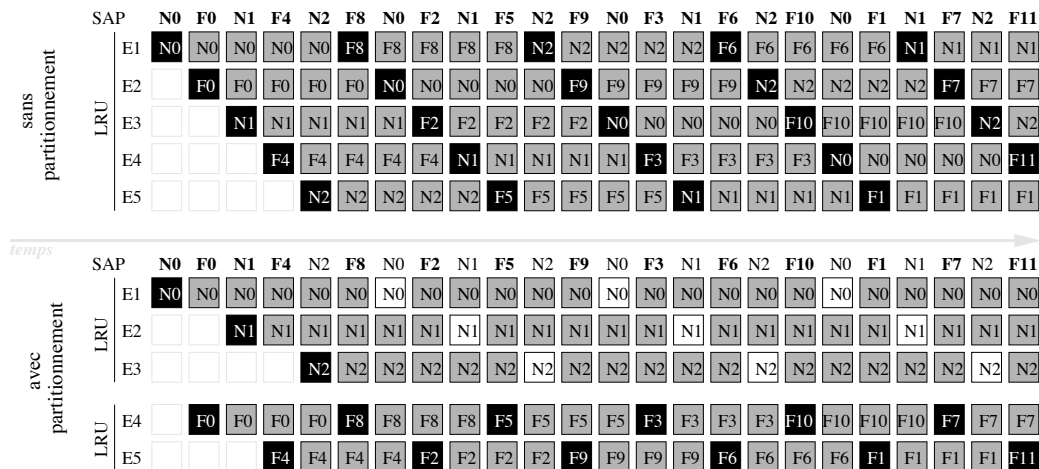 SAP N0 F0 N1 F4 N2 F8 N0 F2 N1 F5 N2 F9 N0 F3 N1 F6 N2 F10 N0 F1 N1 F7 N2 F11
sans
partitionnement
LRU
E1 N0 N0 N0 N0 N0 F8 F8 F8 F8 F8 N2 N2 N2 N2 N2 F6 F6 F6 F6 F6 N1 N1 N1 N1
E2 F0 F0 F0 F0 F0 N0 N0 N0 N0 N0 F9 F9 F9 F9 F9 N2 N2 N2 N2 N2 F7 F7 F7
E3 N1 N1 N1 N1 N1 F2 F2 F2 F2 F2 N0 N0 N0 N0 N0 F10 F10 F10 F10 F10 N2 N2
E4 F4 F4 F4 F4 F4 N1 N1 N1 N1 N1 F3 F3 F3 F3 F3 N0 N0 N0 N0 N0 F11
E5 N2 N2 N2 N2 N2 F5 F5 F5 F5 F5 N1 N1 N1 N1 N1 F1 F1 F1 F1 F1
temps
SAP N0 F0 N1 F4 N2 F8 N0 F2 N1 F5 N2 F9 N0 F3 N1 F6 N2 F10 N0 F1 N1 F7 N2 F11
avec
partitionnement
LRU
E1 N0 N0 N0 N0 N0 N0 N0 N0 N0 N0 N0 N0 N0 N0 N0 N0 N0 N0 N0 N0 N0 N0 N0 N0
E2 N1 N1 N1 N1 N1 N1 N1 N1 N1 N1 N1 N1 N1 N1 N1 N1 N1 N1 N1 N1 N1 N1
E3 N2 N2 N2 N2 N2 N2 N2 N2 N2 N2 N2 N2 N2 N2 N2 N2 N2 N2 N2 N2
LRU
E4 F0 F0 F0 F0 F8 F8 F8 F8 F5 F5 F5 F5 F3 F3 F3 F3 F10 F10 F10 F10 F7 F7 F7
E5 F4 F4 F4 F4 F2 F2 F2 F2 F9 F9 F9 F9 F6 F6 F6 F6 F1 F1 F1 F1 F11